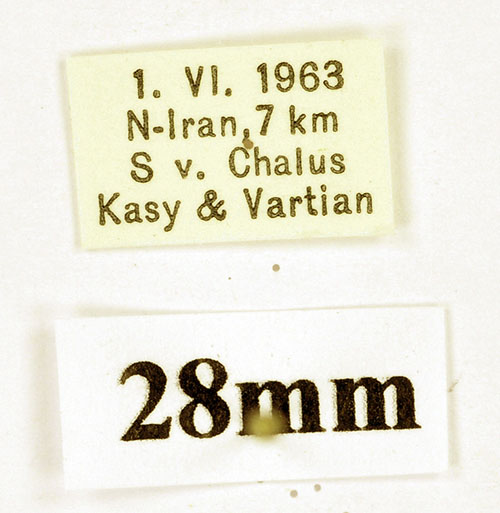 1. VI. 1963
N-Iran, 7 km
S v. Chalus
Kasy & Vartian
28mm